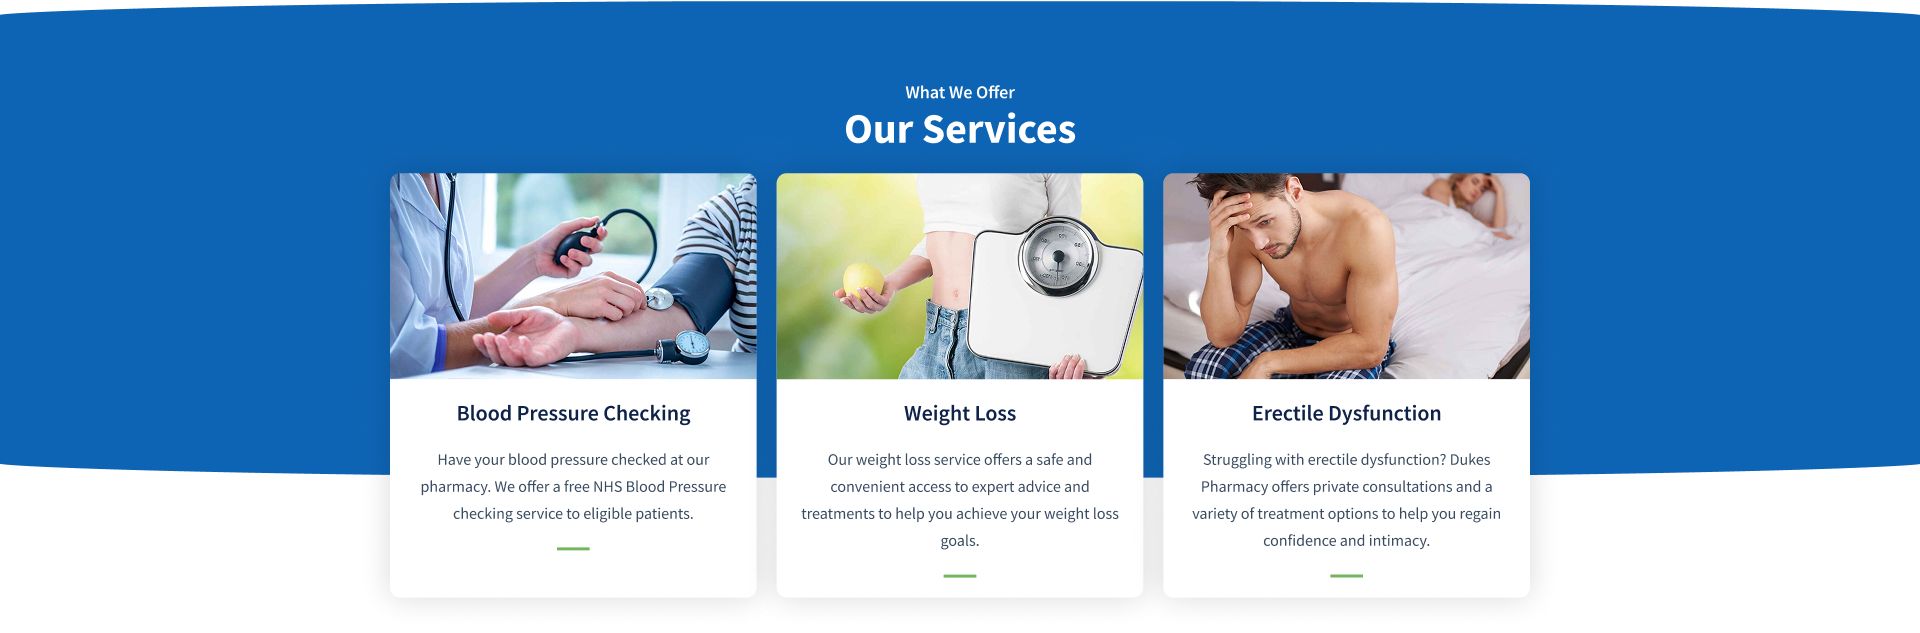 What We Offer
Our Services
Blood Pressure Checking
Have your blood pressure checked at our
pharmacy. We offer a free NHS Blood Pressure
checking service to eligible patients.
Weight Loss
Our weight loss service offers a safe and
convenient access to expert advice and
treatments to help you achieve your weight loss
goals.
Erectile Dysfunction
Struggling with erectile dysfunction? Dukes
Pharmacy offers private consultations and a
variety of treatment options to help you regain
confidence and intimacy.